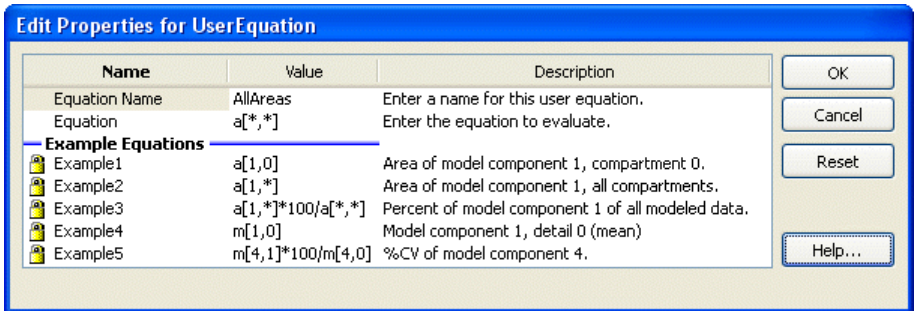 Edit Properties for UserEquation
Name Value Description
Equation Name AllAreas Enter a name for this user equation.
Equation a[*,*] Enter the equation to evaluate.
Example Equations
Example1 a[1,0] Area of model component 1, compartment 0.
Example2 a[1,*] Area of model component 1, all compartments.
Example3 a[1,*]*100/a[*,*] Percent of model component 1 of all modeled data.
Example4 m[1,0] Model component 1, detail 0 (mean)
Example5 m[4,1]*100/m[4,0] %CV of model component 4.
OK
Cancel
Reset
Help...